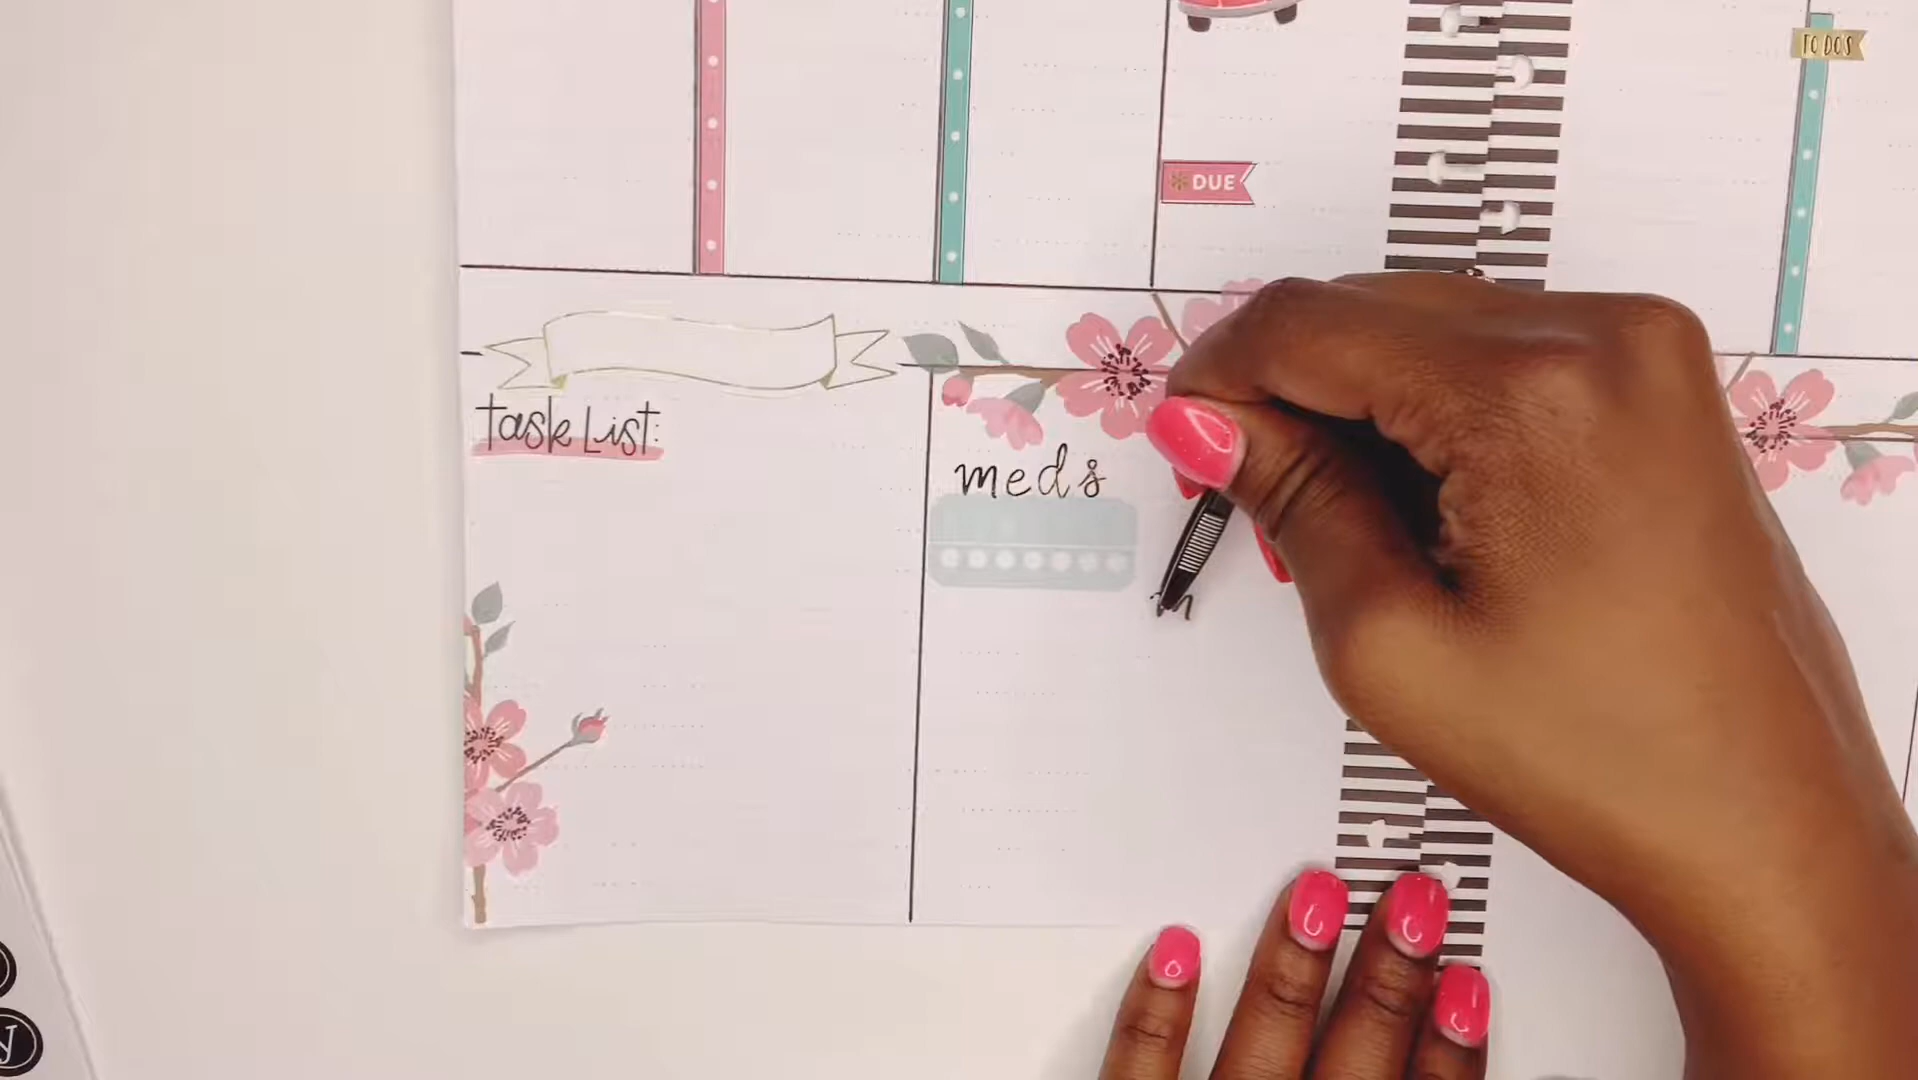 TO DO'S
DUE
task List:
meds
y